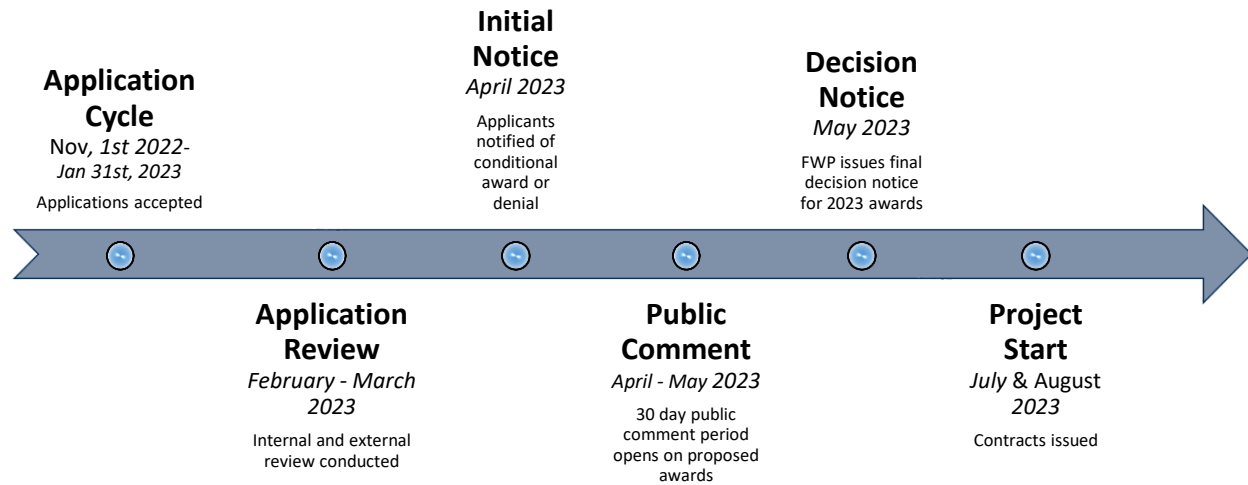 Application
Cycle
Nov, 1st 2022-
Jan 31st, 2023
Applications accepted
Application
Review
February - March
2023
Internal and external
review conducted
Initial
Notice
April 2023
Applicants
notified of
conditional
award or
denial
Public
Comment
April - May 2023
30 day public
comment period
opens on proposed
awards
Decision
Notice
May 2023
FWP issues final
decision notice
for 2023 awards
Project
Start
July & August
2023
Contracts issued